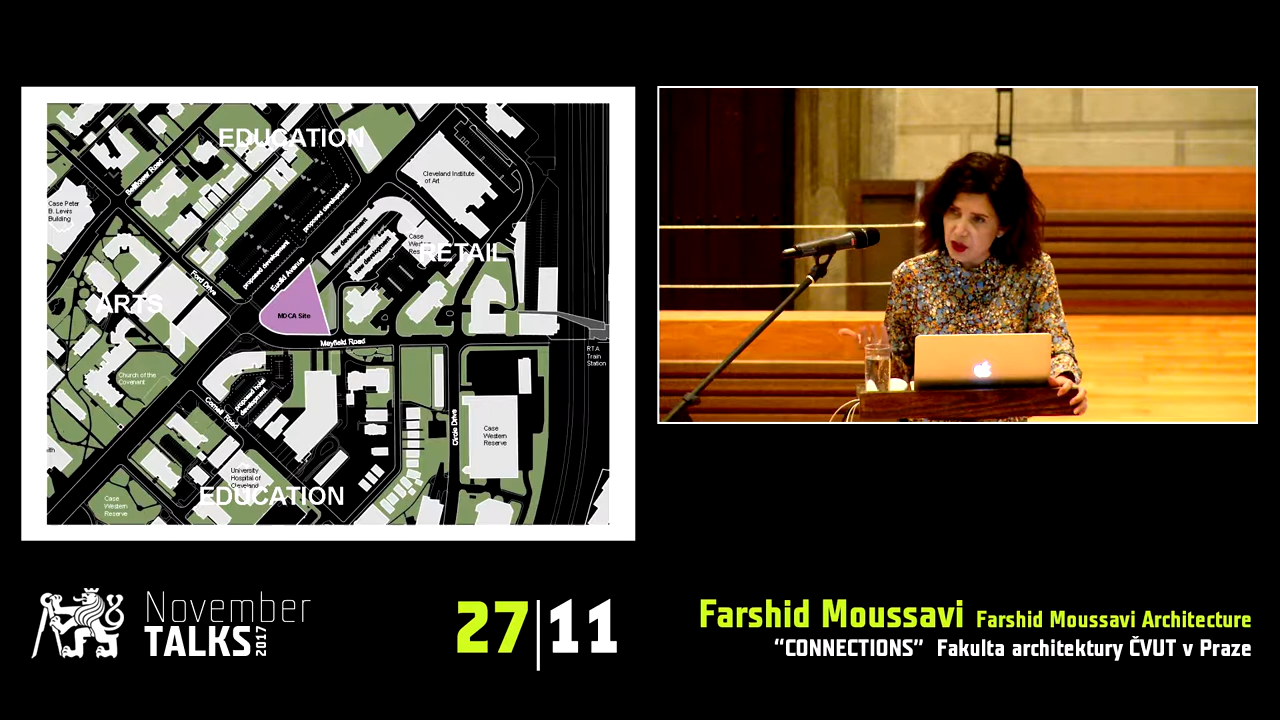 EDUCATION
Bellflower Road
Cleveland Institute
of Art
Case Peter
B. Lewis
Building
proposed development
new development
new development
Case
RETAIL
proposed development
Euclid Avenue
Ford Drive
ARTS
MOCA Site
Mayfield Road
RTA
Train
Station
Church of the
Covenant
proposed hotel
development
Cornell Road
Circle Drive
Case
Western
Reserve
University
Hospital of
Cleveland
EDUCATION
Case
Western
Reserve
November
TALKS 2017
27|11
Farshid Moussavi Farshid Moussavi Architecture
“CONNECTIONS” Fakulta architektury ČVUT v Praze